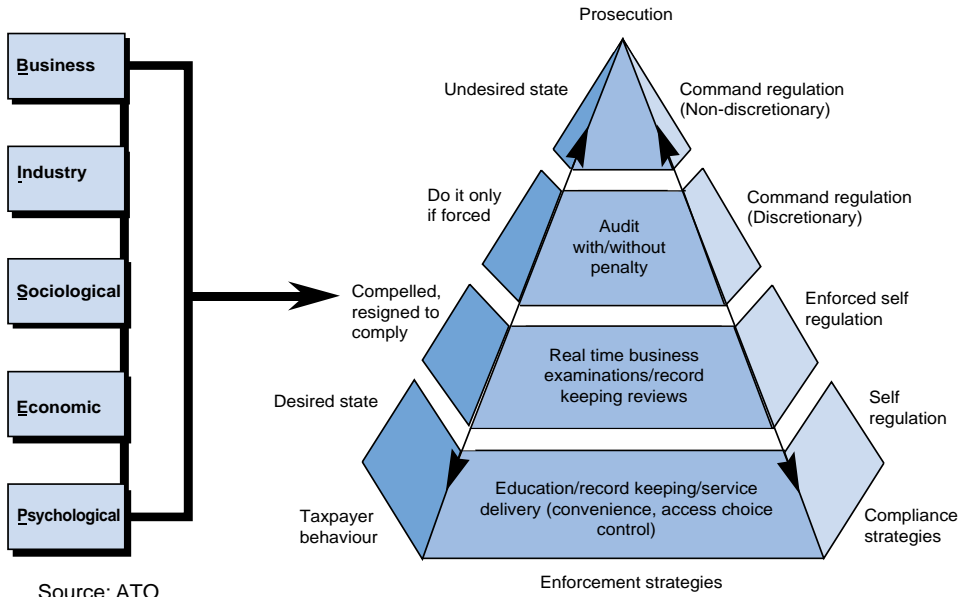 Business
Industry
Sociological
Economic
Psychological
Source: ATO
Prosecution
Undesired state
Command regulation
(Non-discretionary)
Do it only
if forced
Audit
with/without
penalty
Command regulation
(Discretionary)
Compelled,
resigned to
comply
Real time business
examinations/record
keeping reviews
Enforced self
regulation
Desired state
Self
regulation
Education/record keeping/service
delivery (convenience, access choice
control)
Taxpayer
behaviour
Compliance
strategies
Enforcement strategies